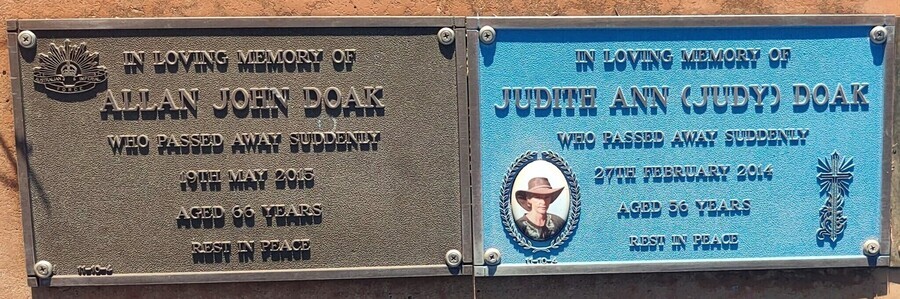 IN LOVING MEMORY OF
ALLAN JOHN DOAK
WHO PASSED AWAY SUDDENLY
19TH MAY 2015
AGED 66 YEARS
REST IN PEACE
IN LOVING MEMORY OF
JUDITH ANN (JUDY) DOAK
WHO PASSED AWAY SUDDENLY
27TH FEBRUARY 2014
AGED 56 YEARS
REST IN PEACE